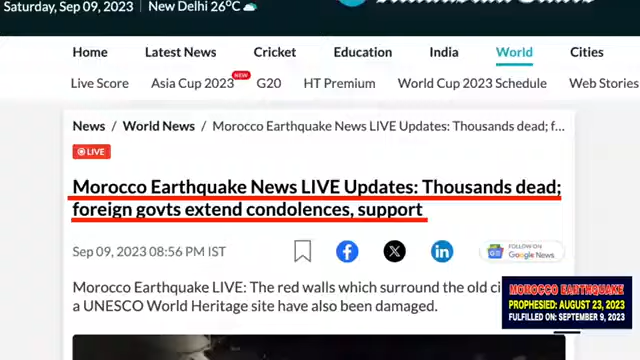 Saturday, Sep 09, 2023 | New Delhi 26°C
Home Latest News Cricket Education India World Cities
Live Score Asia Cup 2023 NEW G20 HT Premium World Cup 2023 Schedule Web Stories
News / World News / Morocco Earthquake News LIVE Updates: Thousands dead; f...
LIVE
Morocco Earthquake News LIVE Updates: Thousands dead;
foreign govts extend condolences, support
Sep 09, 2023 08:56 PM IST
FOLLOW ON
Google News
Morocco Earthquake LIVE: The red walls which surround the old ci
a UNESCO World Heritage site have also been damaged.
MOROCCO EARTHQUAKE
PROPHESIED: AUGUST 23, 2023
FULFILLED ON: SEPTEMBER 9, 2023